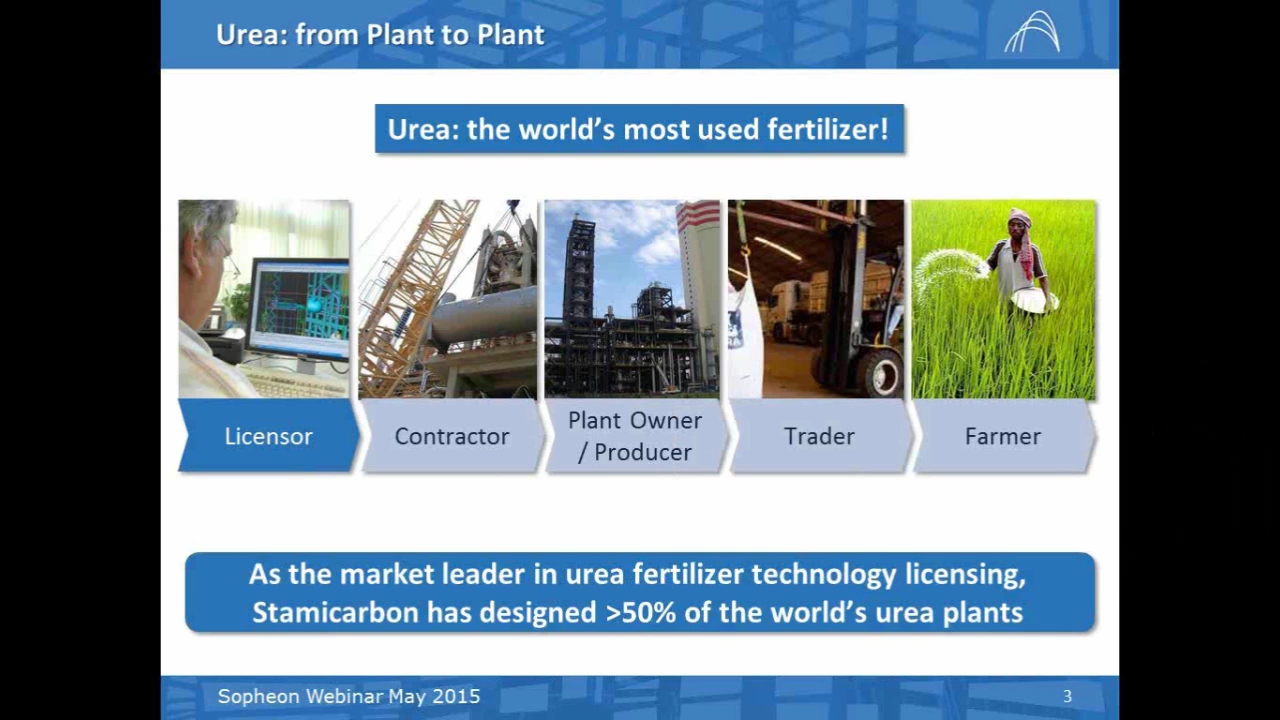 Urea: from Plant to Plant
Urea: the world’s most used fertilizer!
Licensor
Contractor
Plant Owner
/ Producer
Trader
Farmer
As the market leader in urea fertilizer technology licensing,
Stamicarbon has designed >50% of the world’s urea plants
Sopheon Webinar May 2015
3